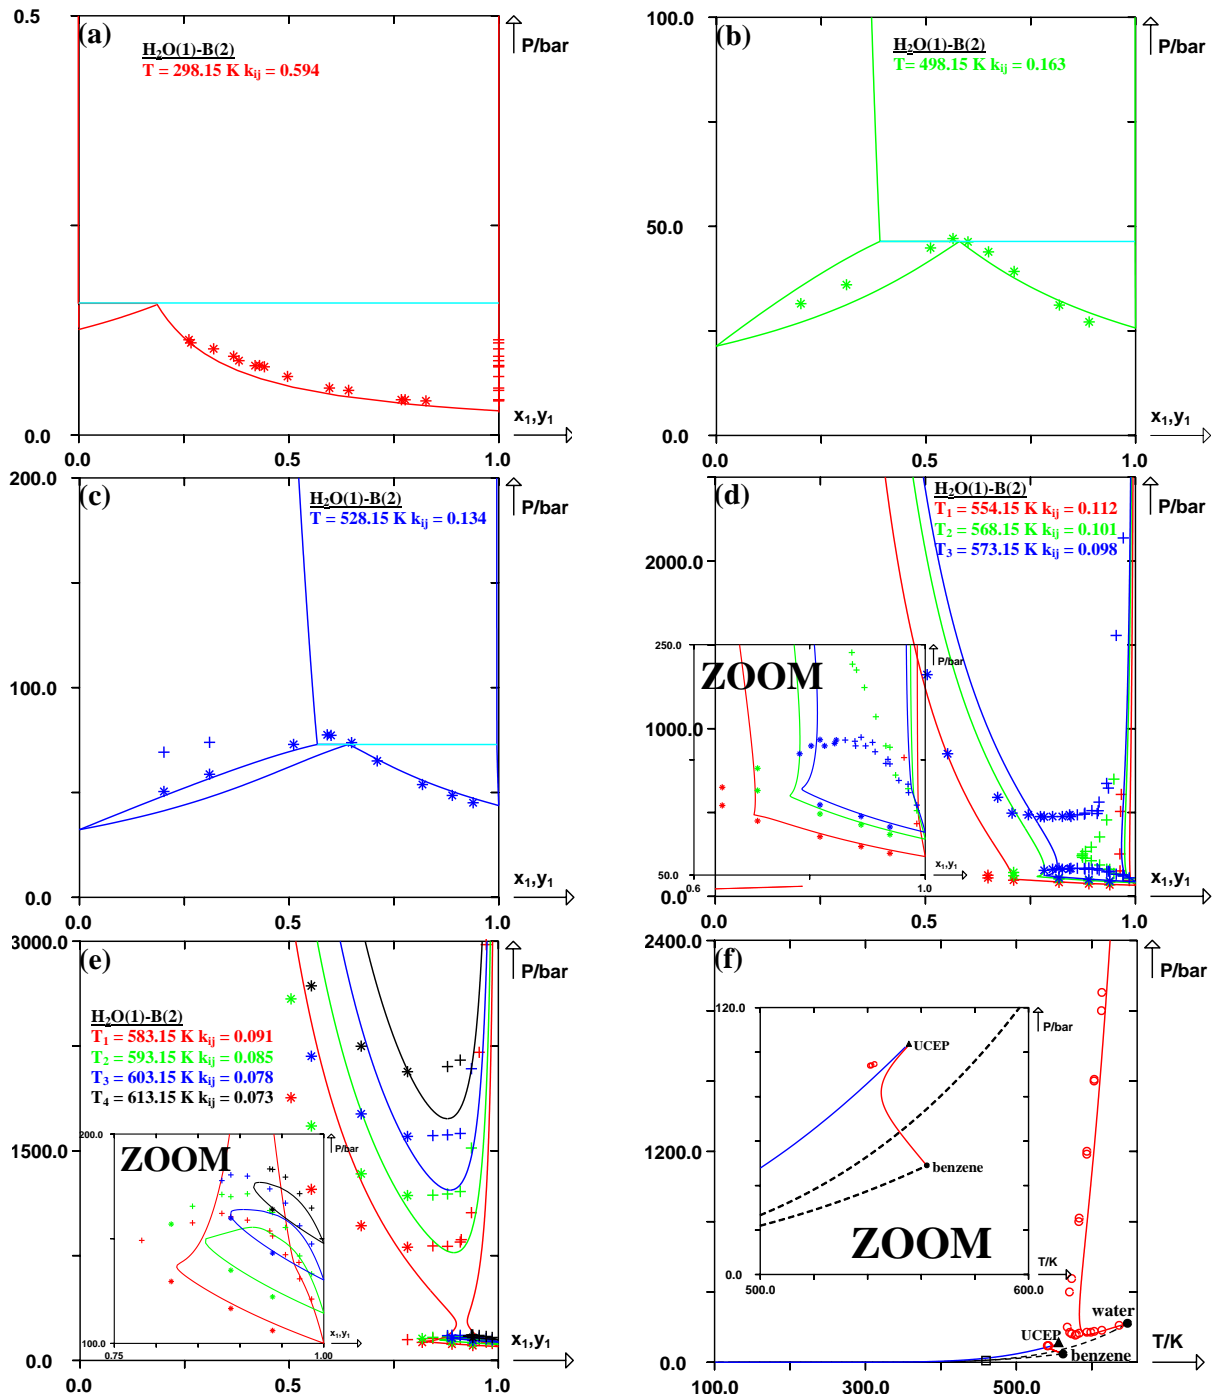 (a)
0.5
P/bar
H₂O(1)-B(2)
T = 298.15 K kij = 0.594
0.0
x₁,y₁
0.0 0.5 1.0
(b)
100.0
P/bar
H₂O(1)-B(2)
T= 498.15 K kij = 0.163
50.0
0.0
x₁,y₁
0.0 0.5 1.0
(c)
200.0
P/bar
H₂O(1)-B(2)
T = 528.15 K kij = 0.134
100.0
0.0
x₁,y₁
0.0 0.5 1.0
(d)
P/bar
H₂O(1)-B(2)
T₁ = 554.15 K kij = 0.112
T₂ = 568.15 K kij = 0.101
T₃ = 573.15 K kij = 0.098
2000.0
1000.0
0.0
x₁,y₁
0.0 0.5 1.0
250.0
P/bar
ZOOM
50.0
x₁,y₁
0.6 1.0
(e)
3000.0
P/bar
H₂O(1)-B(2)
T₁ = 583.15 K kij = 0.091
T₂ = 593.15 K kij = 0.085
T₃ = 603.15 K kij = 0.078
T₄ = 613.15 K kij = 0.073
1500.0
0.0
x₁,y₁
0.0 0.5 1.0
200.0
P/bar
ZOOM
100.0
x₁,y₁
0.75 1.00
(f)
2400.0
P/bar
1200.0
0.0
T/K
100.0 300.0 500.0
water
UCEP
benzene
120.0
P/bar
UCEP
benzene
ZOOM
0.0
T/K
500.0 600.0